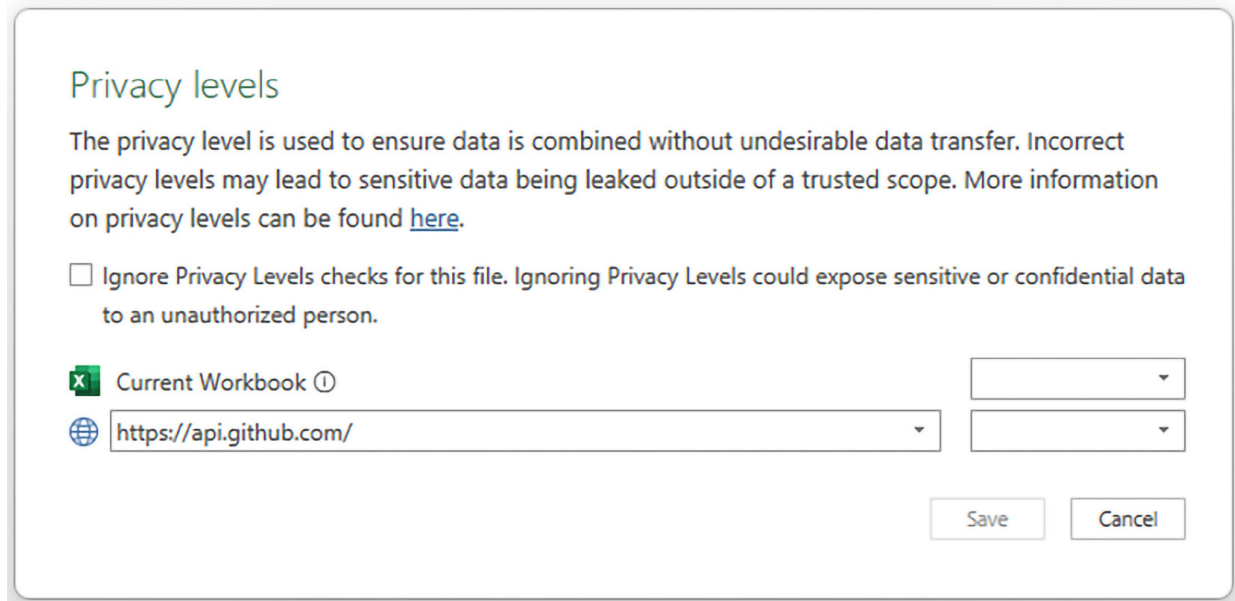 Privacy levels
The privacy level is used to ensure data is combined without undesirable data transfer. Incorrect
privacy levels may lead to sensitive data being leaked outside of a trusted scope. More information
on privacy levels can be found here.
Ignore Privacy Levels checks for this file. Ignoring Privacy Levels could expose sensitive or confidential data
to an unauthorized person.
Current Workbook
https://api.github.com/
Save Cancel